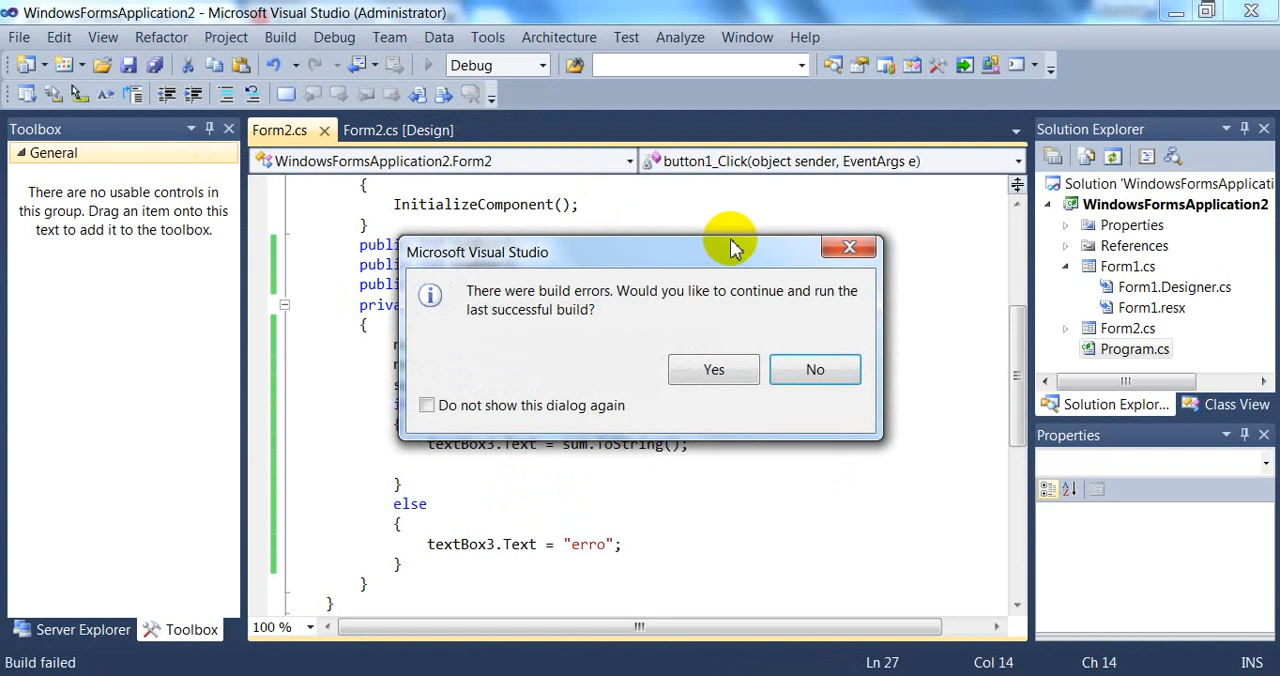 WindowsFormsApplication2 - Microsoft Visual Studio (Administrator)
File Edit View Refactor Project Build Debug Team Data Tools Architecture Test Analyze Window Help
Debug
Toolbox
General
There are no usable controls in
this group. Drag an item onto this
text to add it to the toolbox.
Server Explorer Toolbox
Form2.cs Form2.cs [Design]
WindowsFormsApplication2.Form2 button1_Click(object sender, EventArgs e)
{
InitializeComponent();
}
Microsoft Visual Studio
There were build errors. Would you like to continue and run the
last successful build?
Yes No
Do not show this dialog again
{
textBox3.Text = sum.ToString();
}
else
{
textBox3.Text = "erro";
}
}
}
100 %
Solution Explorer
Solution 'WindowsFormsApplicati
WindowsFormsApplication2
Properties
References
Form1.cs
Form1.Designer.cs
Form1.resx
Form2.cs
Program.cs
Solution Explor... Class View
Properties
Build failed Ln 27 Col 14 Ch 14 INS